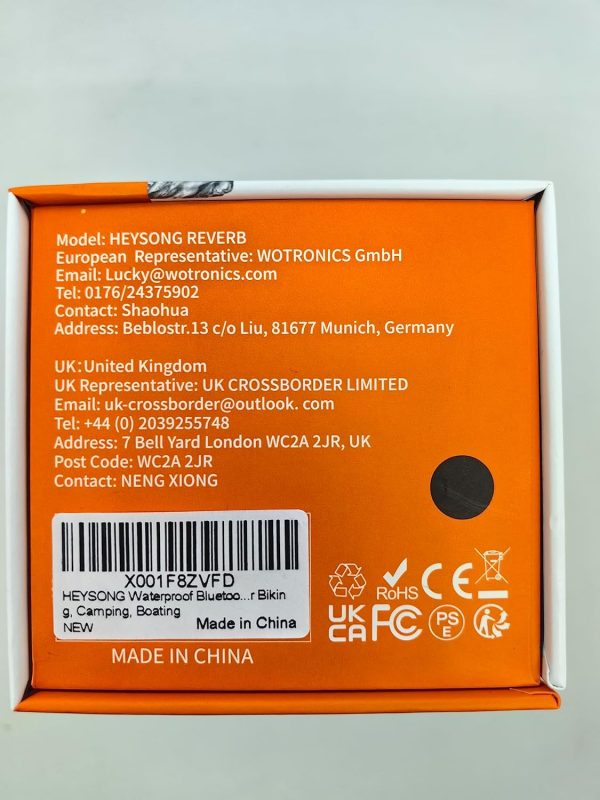 Model: HEYSONG REVERB
European  Representative: WOTRONICS GmbH
Email: Lucky@wotronics.com
Tel: 0176/24375902
Contact: Shaohua
Address: Beblostr.13 c/o Liu, 81677 Munich, Germany
UK:United Kingdom
UK Representative: UK CROSSBORDER LIMITED
Email: uk-crossborder@outlook. com
Tel: +44 (0) 2039255748
Address: 7 Bell Yard London WC2A 2JR, UK
Post Code: WC2A 2JR
Contact: NENG XIONG
X001F8ZVFD
HEYSONG Waterproof Bluetoo...r Bikin
g, Camping, Boating
NEW Made in China
MADE IN CHINA
RoHS CE
UK
CA FC PS
E